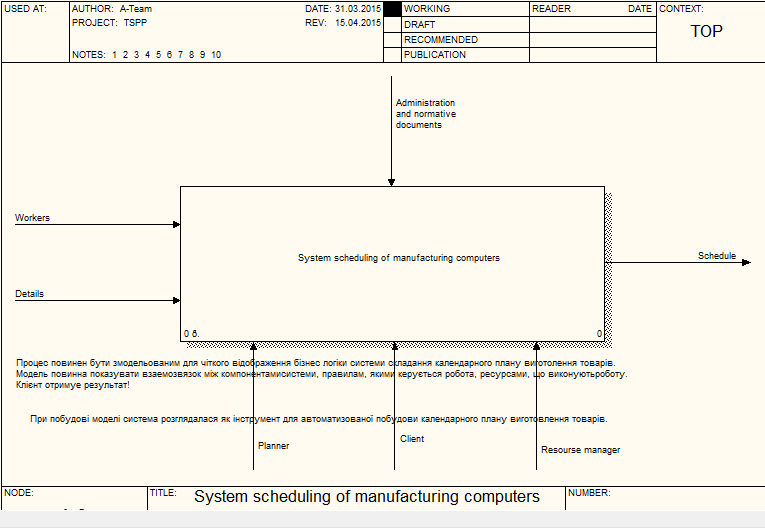 USED AT: AUTHOR: A-Team DATE: 31.03.2015 WORKING READER DATE CONTEXT:
PROJECT: TSPP REV: 15.04.2015 DRAFT TOP
RECOMMENDED
NOTES: 1 2 3 4 5 6 7 8 9 10 PUBLICATION
Administration
and normative
documents
Workers
System scheduling of manufacturing computers
Schedule
Details
0 б. 0
Процес повинен бути змодельованим для чіткого відображення бізнес логіки системи складання календарного плану виготолення товарів.
Модель повинна показувати взаемозвязок між компонентамисистеми, правилам, якими керується робота, ресурсами, що виконуютьроботу.
Клієнт отримує результат!
При побудові моделі система розглядалася як інструмент для автоматизованої побудови календарного плану виготовлення товарів.
Planner
Client
Resourse manager
NODE: TITLE: System scheduling of manufacturing computers NUMBER: